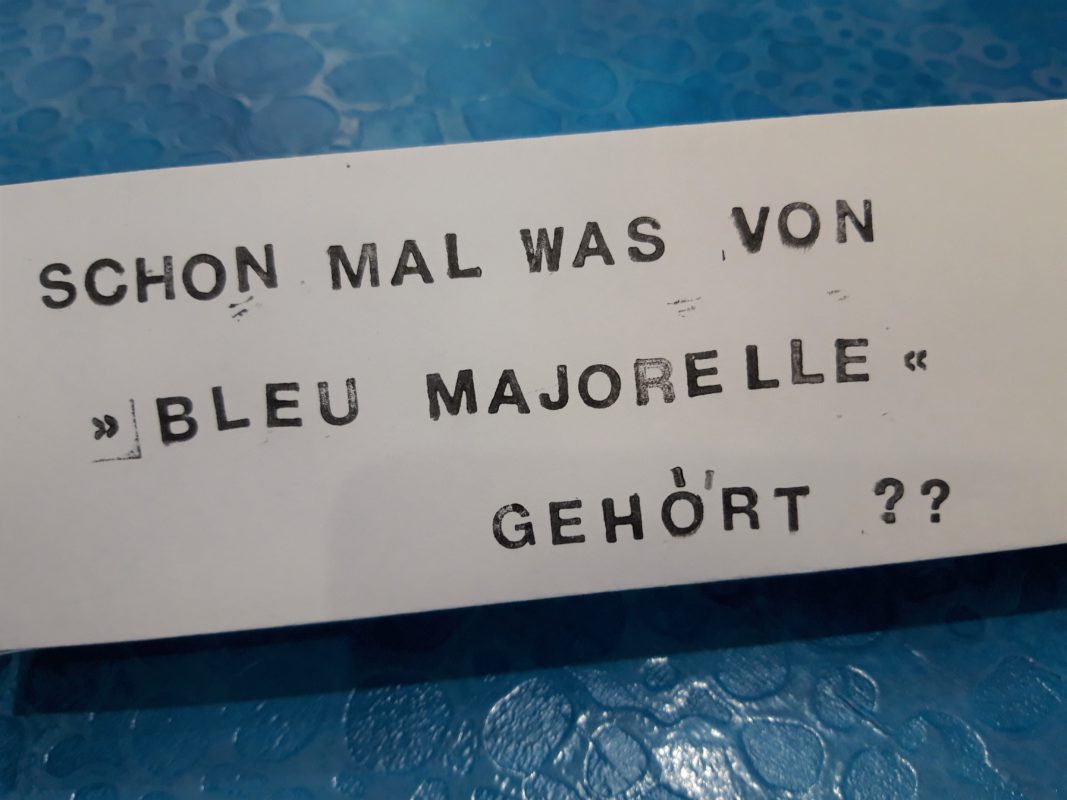 SCHON MAL WAS VON
»BLEU MAJORELLE«
GEHÖRT ??